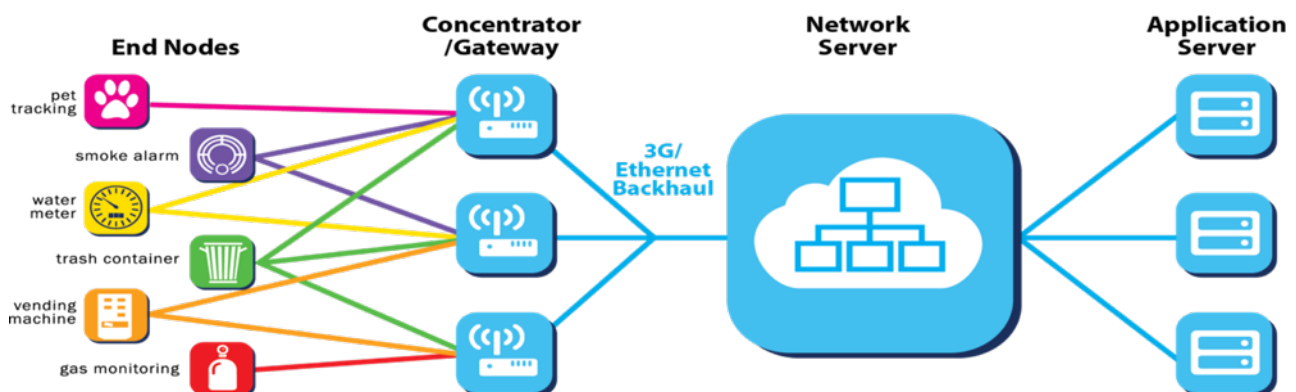 End Nodes
Concentrator
/Gateway
Network
Server
Application
Server
pet
tracking
smoke alarm
water
meter
trash container
vending
machine
gas monitoring
3G/
Ethernet
Backhaul